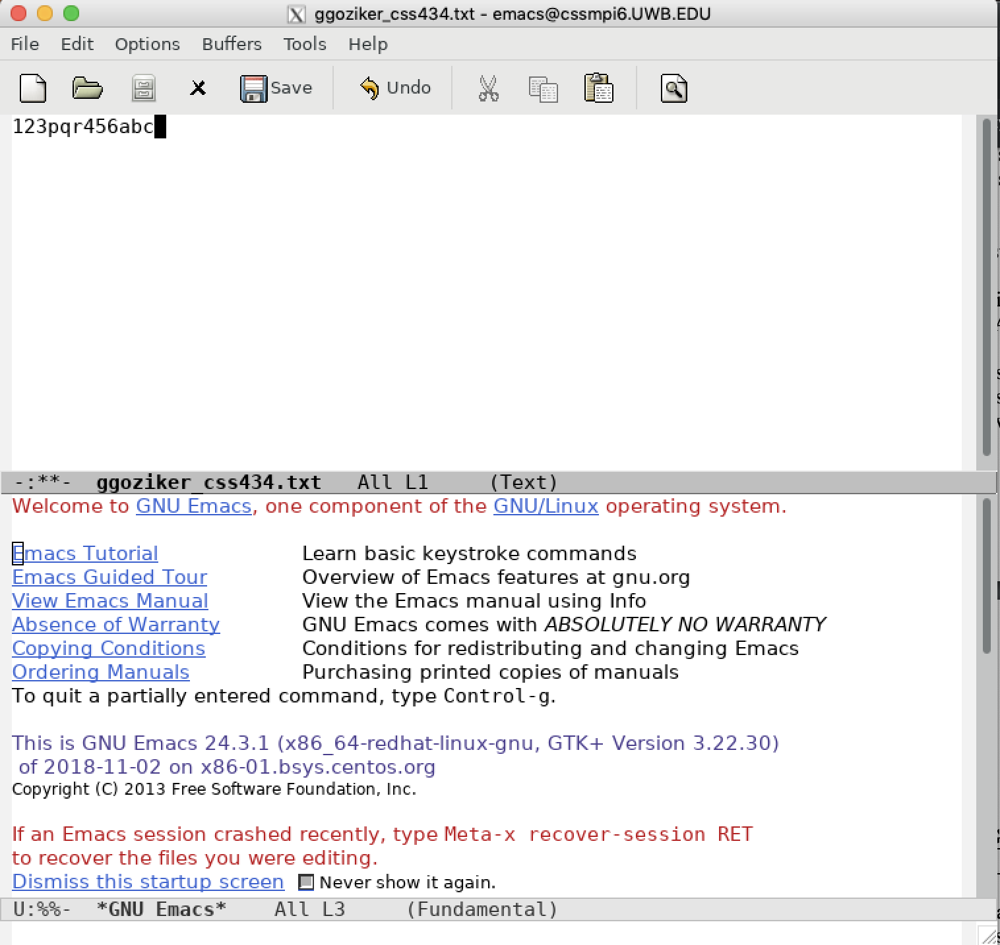 ggoziker_css434.txt - emacs@cssmpi6.UWB.EDU
File Edit Options Buffers Tools Help
Save Undo
123pqr456abc
-:**-  ggoziker_css434.txt   All L1     (Text)
Welcome to GNU Emacs, one component of the GNU/Linux operating system.
Emacs Tutorial Learn basic keystroke commands
Emacs Guided Tour Overview of Emacs features at gnu.org
View Emacs Manual View the Emacs manual using Info
Absence of Warranty GNU Emacs comes with ABSOLUTELY NO WARRANTY
Copying Conditions Conditions for redistributing and changing Emacs
Ordering Manuals Purchasing printed copies of manuals
To quit a partially entered command, type Control-g.
This is GNU Emacs 24.3.1 (x86_64-redhat-linux-gnu, GTK+ Version 3.22.30)
of 2018-11-02 on x86-01.bsys.centos.org
Copyright (C) 2013 Free Software Foundation, Inc.
If an Emacs session crashed recently, type Meta-x recover-session RET
to recover the files you were editing.
Dismiss this startup screen Never show it again.
U:%%-  *GNU Emacs*    All L3     (Fundamental)